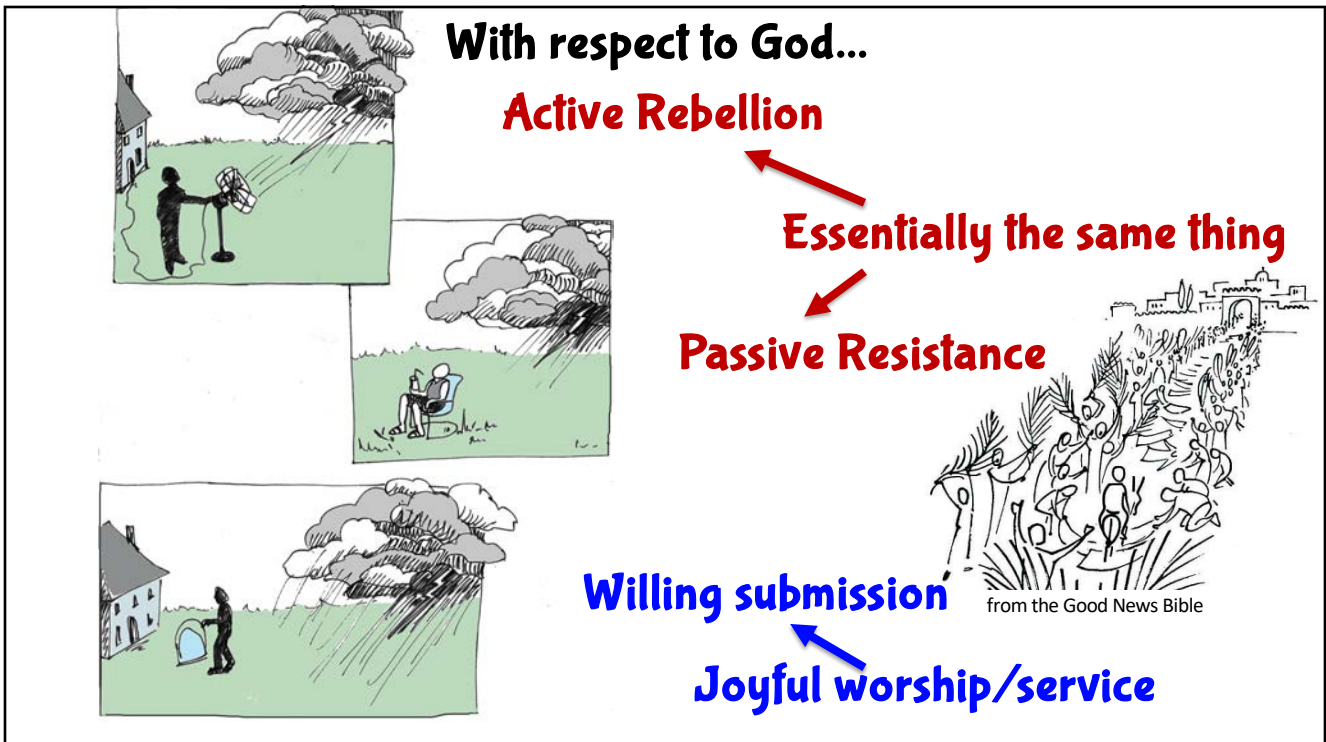 With respect to God...
Active Rebellion
Essentially the same thing
Passive Resistance
Willing submission
from the Good News Bible
Joyful worship/service